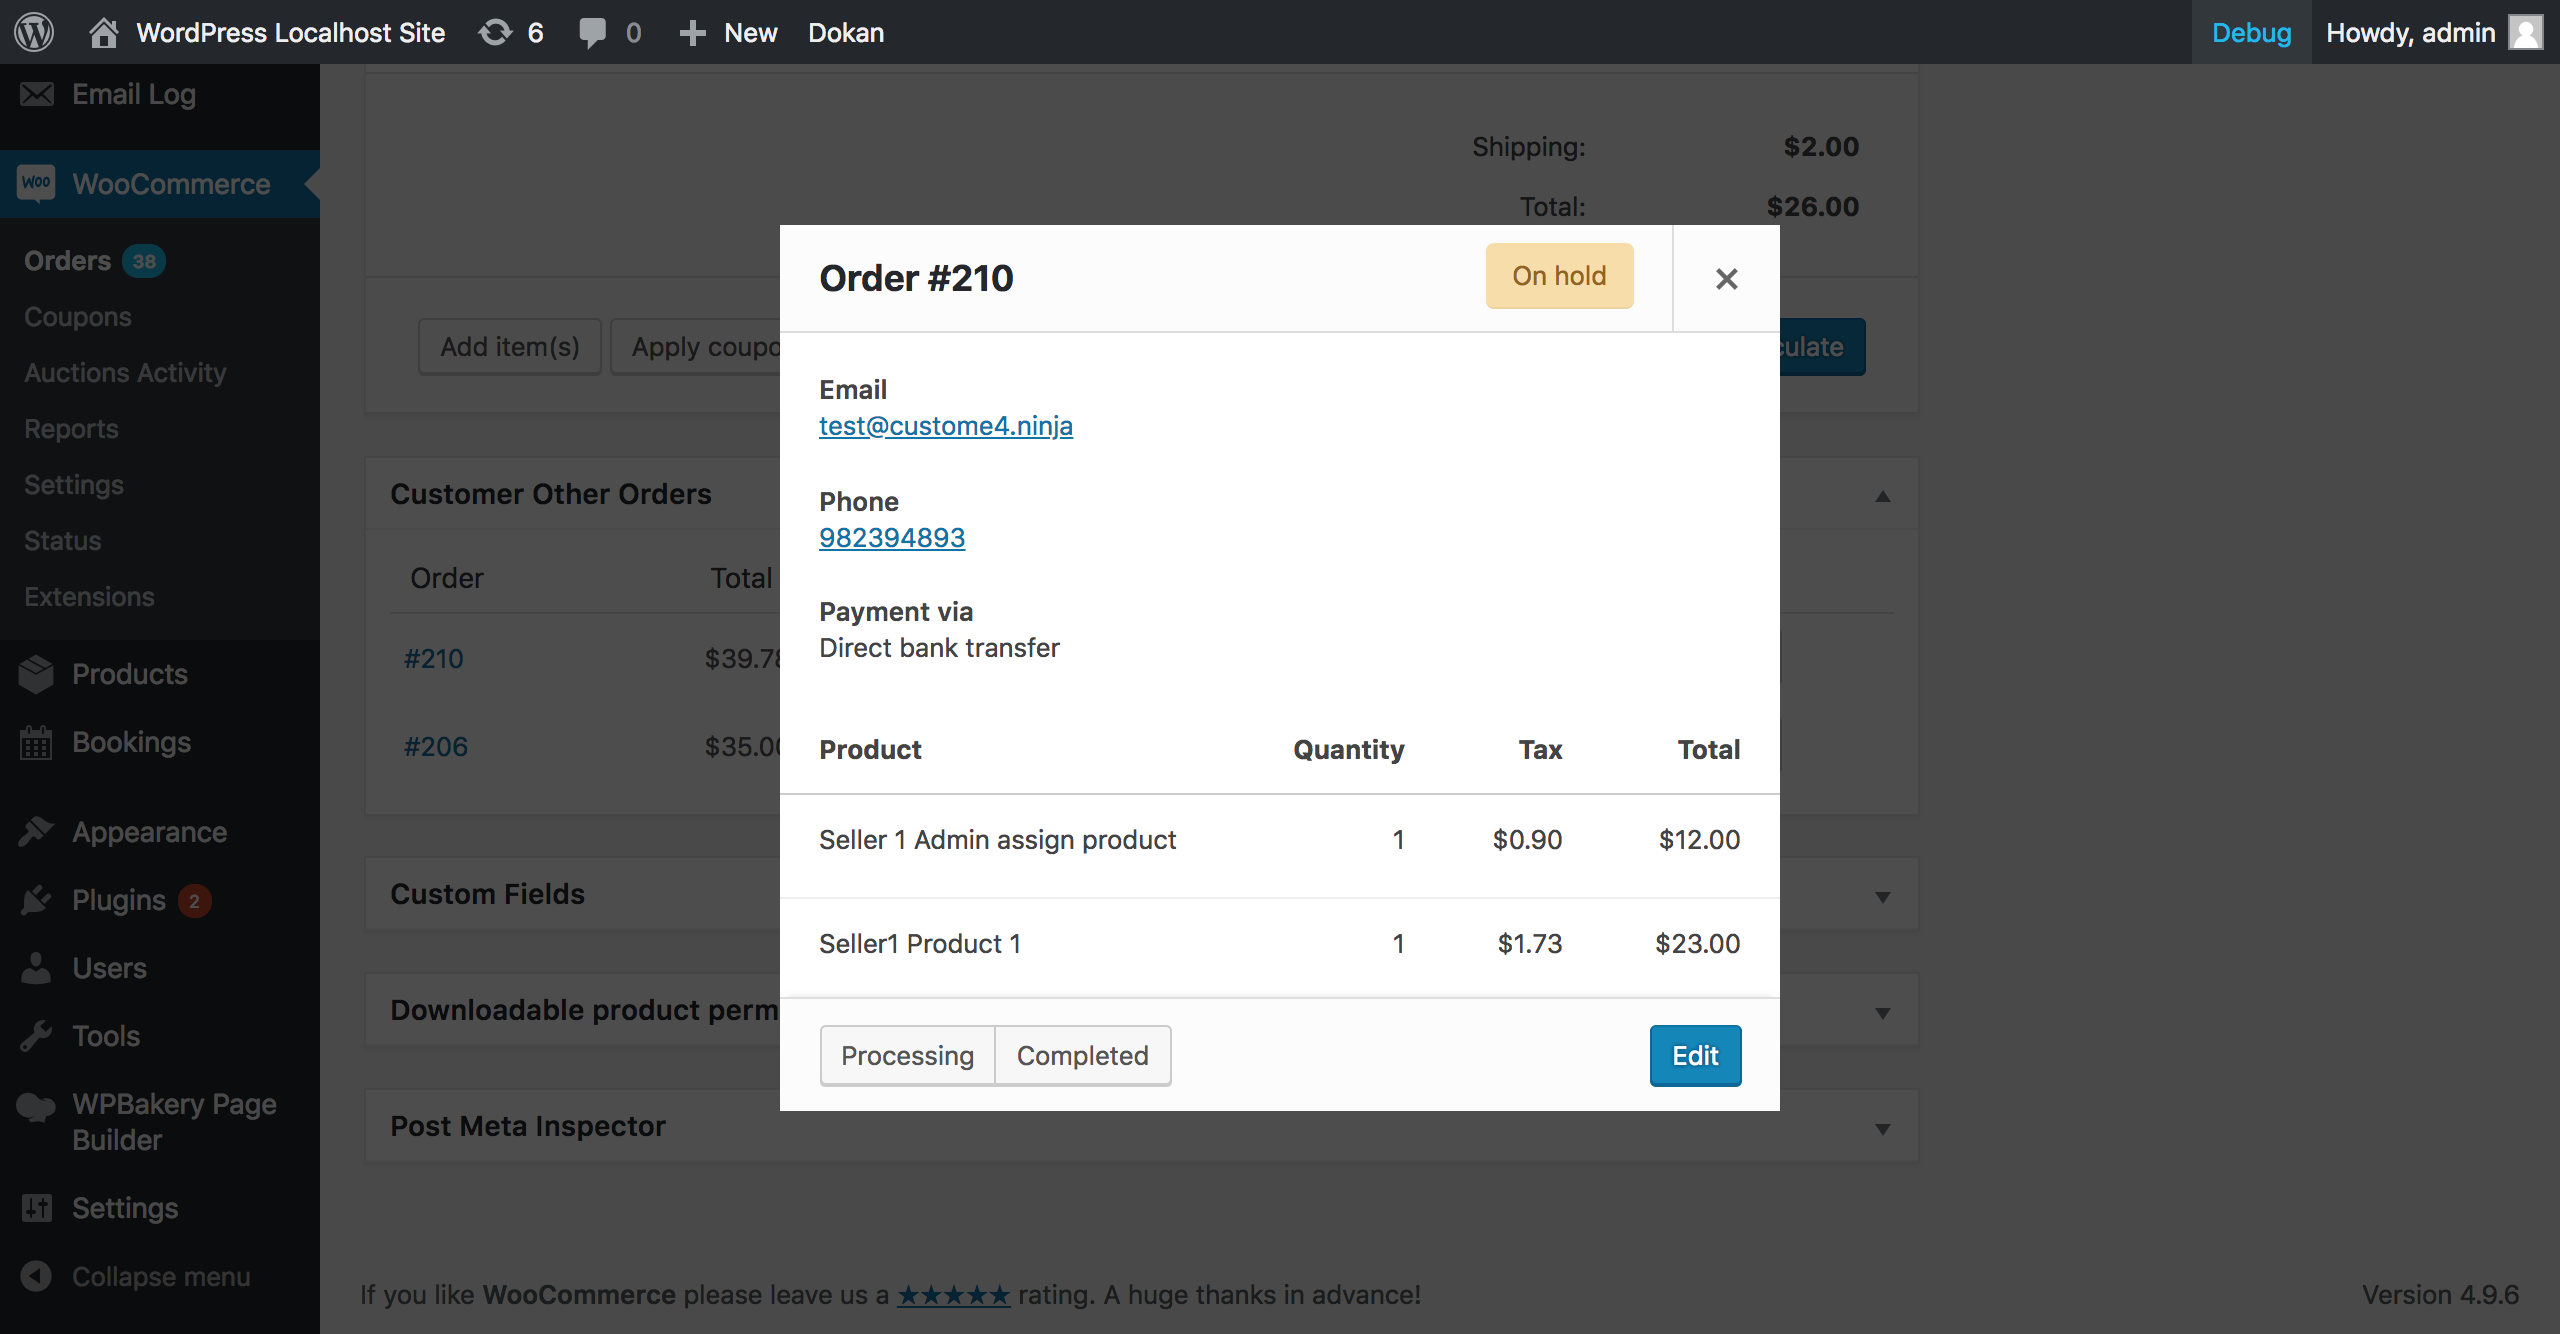 WordPress Localhost Site 6 0 New Dokan Debug Howdy, admin
Email Log
WooCommerce
Orders 38
Coupons
Auctions Activity
Reports
Settings
Status
Extensions
Products
Bookings
Appearance
Plugins 2
Users
Tools
WPBakery Page
Builder
Settings
Collapse menu
Shipping: $2.00
Total: $26.00
Add item(s) Apply coupo culate
Customer Other Orders
Order Total
#210 $39.78
#206 $35.00
Custom Fields
Downloadable product perm
Post Meta Inspector
Order #210 On hold
Email
test@custome4.ninja
Phone
982394893
Payment via
Direct bank transfer
Product Quantity Tax Total
Seller 1 Admin assign product 1 $0.90 $12.00
Seller1 Product 1 1 $1.73 $23.00
Processing Completed Edit
If you like WooCommerce please leave us a ★★★★★ rating. A huge thanks in advance! Version 4.9.6